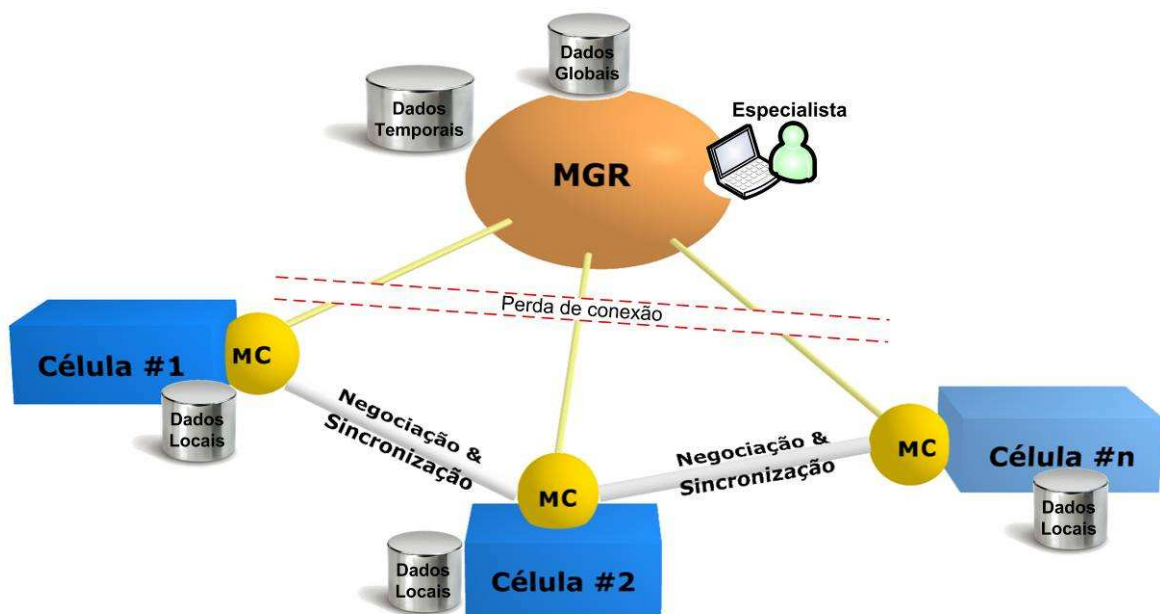 Dados
Globais
Dados
Temporais
Especialista
MGR
Perda de conexão
Célula #1
MC
Dados
Locais
Negociação &
Sincronização
MC
Célula #2
Dados
Locais
Negociação &
Sincronização
MC
Célula #n
Dados
Locais